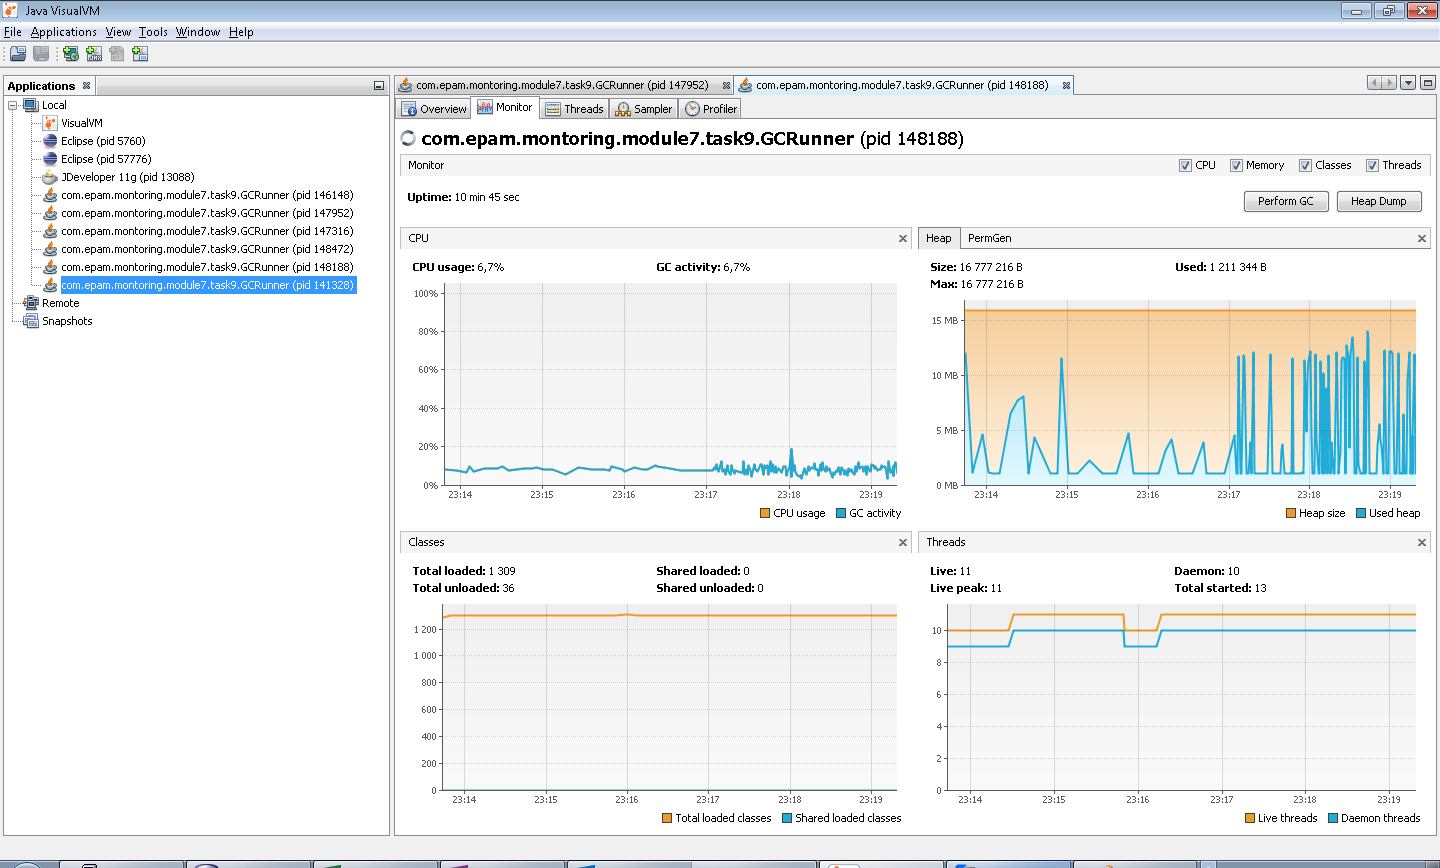 Java VisualVM
File Applications View Tools Window Help
Applications
Local
VisualVM
Eclipse (pid 5760)
Eclipse (pid 57776)
JDeveloper 11g (pid 13088)
com.epam.montoring.module7.task9.GCRunner (pid 146148)
com.epam.montoring.module7.task9.GCRunner (pid 147952)
com.epam.montoring.module7.task9.GCRunner (pid 147316)
com.epam.montoring.module7.task9.GCRunner (pid 148472)
com.epam.montoring.module7.task9.GCRunner (pid 148188)
com.epam.montoring.module7.task9.GCRunner (pid 141328)
Remote
Snapshots
com.epam.montoring.module7.task9.GCRunner (pid 147952) com.epam.montoring.module7.task9.GCRunner (pid 148188)
Overview Monitor Threads Sampler Profiler
com.epam.montoring.module7.task9.GCRunner (pid 148188)
Monitor CPU Memory Classes Threads
Uptime: 10 min 45 sec Perform GC Heap Dump
CPU
CPU usage: 6,7% GC activity: 6,7%
100%
80%
60%
40%
20%
0%
23:14 23:15 23:16 23:17 23:18 23:19
CPU usage GC activity
Heap PermGen
Size: 16 777 216 B Used: 1 211 344 B
Max: 16 777 216 B
15 MB
10 MB
5 MB
0 MB
23:14 23:15 23:16 23:17 23:18 23:19
Heap size Used heap
Classes
Total loaded: 1 309 Shared loaded: 0
Total unloaded: 36 Shared unloaded: 0
1 200
1 000
800
600
400
200
0
23:14 23:15 23:16 23:17 23:18 23:19
Total loaded classes Shared loaded classes
Threads
Live: 11 Daemon: 10
Live peak: 11 Total started: 13
10
8
6
4
2
0
23:14 23:15 23:16 23:17 23:18 23:19
Live threads Daemon threads